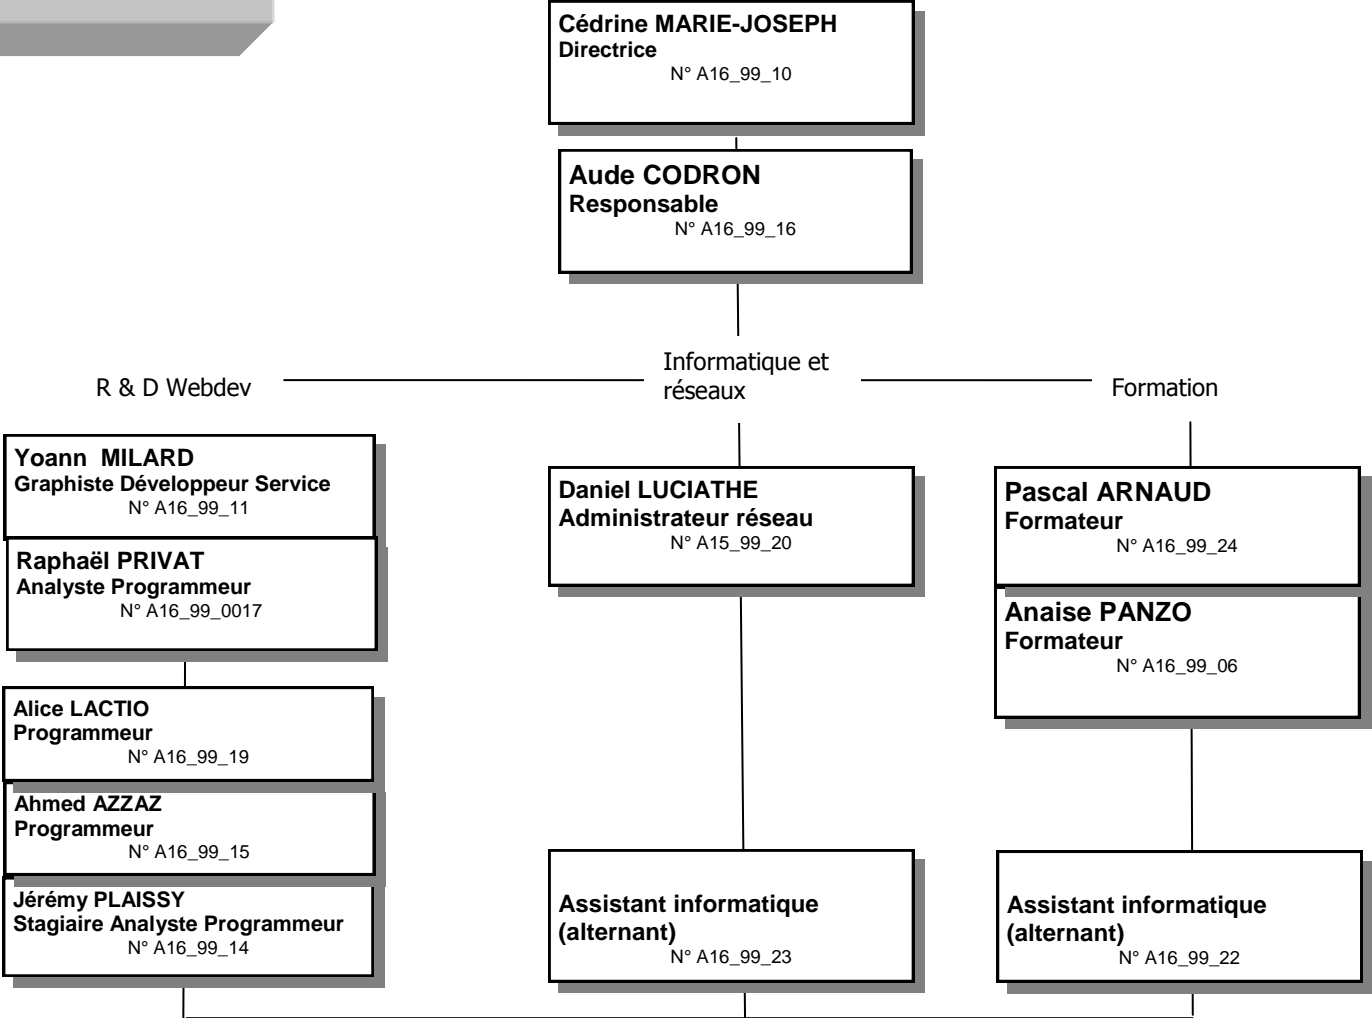 Cédrine MARIE-JOSEPH
Directrice
N° A16_99_10
Aude CODRON
Responsable
N° A16_99_16
R & D Webdev
Informatique et
réseaux
Formation
Yoann  MILARD
Graphiste Développeur Service
N° A16_99_11
Raphaël PRIVAT
Analyste Programmeur
N° A16_99_0017
Alice LACTIO
Programmeur
N° A16_99_19
Ahmed AZZAZ
Programmeur
N° A16_99_15
Jérémy PLAISSY
Stagiaire Analyste Programmeur
N° A16_99_14
Daniel LUCIATHE
Administrateur réseau
N° A15_99_20
Assistant informatique
(alternant)
N° A16_99_23
Pascal ARNAUD
Formateur
N° A16_99_24
Anaise PANZO
Formateur
N° A16_99_06
Assistant informatique
(alternant)
N° A16_99_22